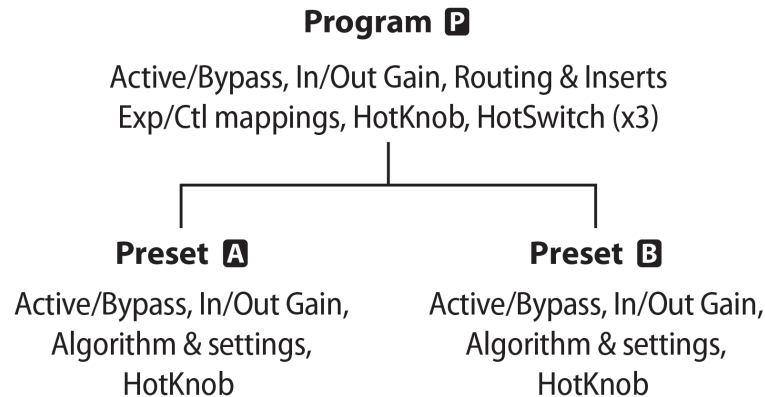 Program P
Active/Bypass, In/Out Gain, Routing & Inserts
Exp/Ctl mappings, HotKnob, HotSwitch (x3)
Preset A
Active/Bypass, In/Out Gain,
Algorithm & settings,
HotKnob
Preset B
Active/Bypass, In/Out Gain,
Algorithm & settings,
HotKnob